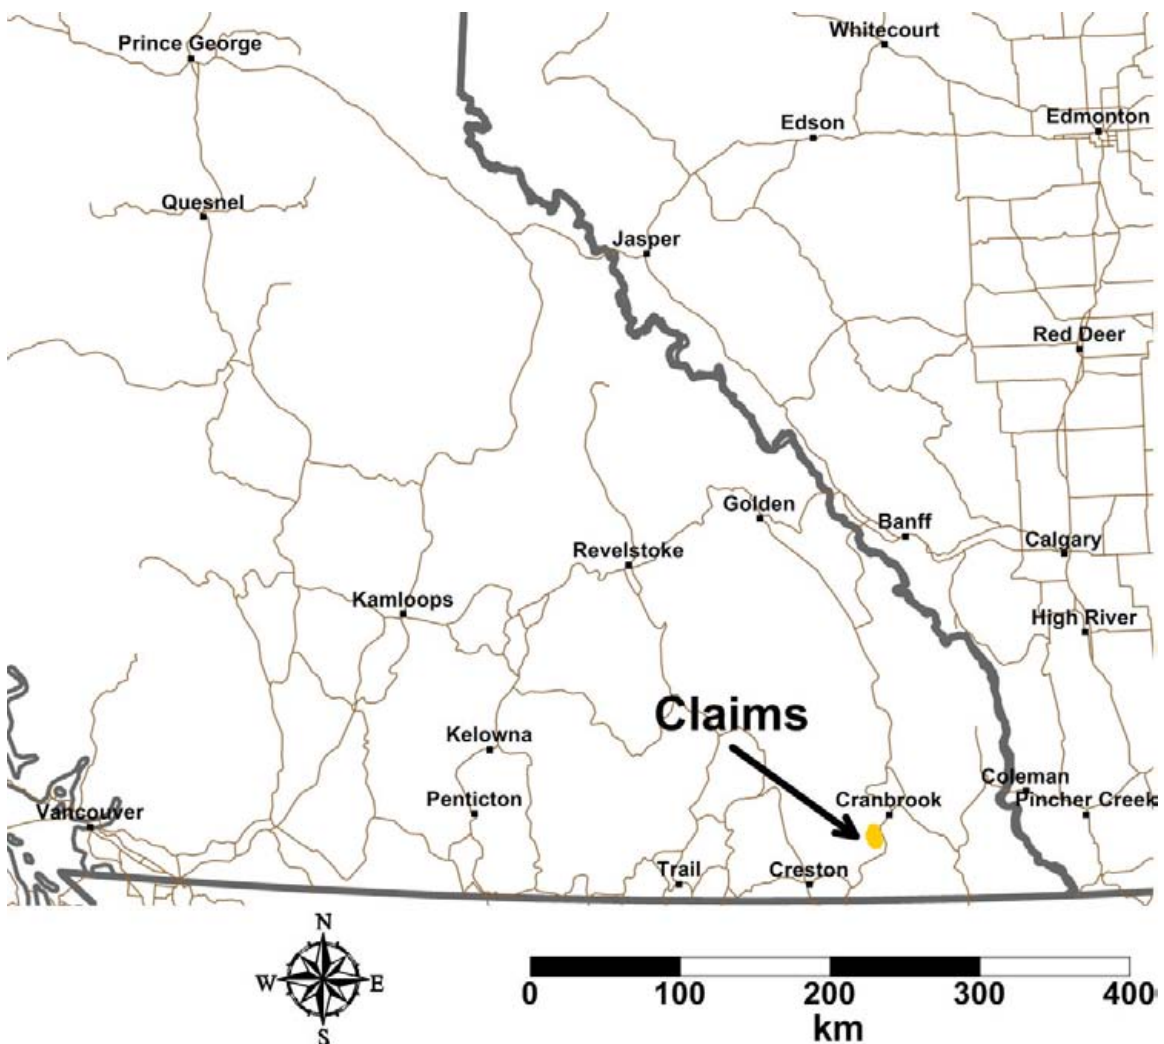 Whitecourt
Prince George
Edmonton
Edson
Quesnel
Jasper
Red Deer
Golden
Banff
Calgary
Revelstoke
Kamloops
High River
Claims
Kelowna
Coleman
Penticton
Cranbrook
Pincher Creek
Vancouver
Trail
Creston
N
W
E
S
0 100 200 300 400
km